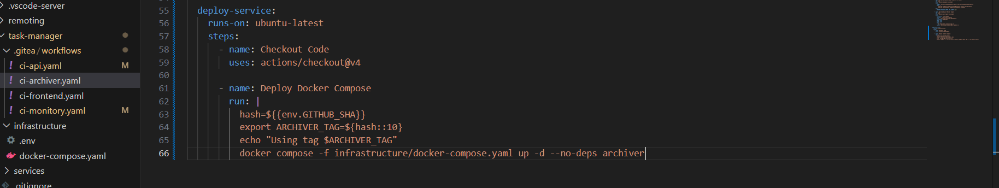 .vscode-server
remoting
task-manager
.gitea/workflows
! ci-api.yaml M
! ci-archiver.yaml
! ci-frontend.yaml
! ci-monitory.yaml M
infrastructure
.env
docker-compose.yaml
services
.gitignore
55 deploy-service:
56 runs-on: ubuntu-latest
57 steps:
58 - name: Checkout Code
59 uses: actions/checkout@v4
60
61 - name: Deploy Docker Compose
62 run: |
63 hash=${{env.GITHUB_SHA}}
64 export ARCHIVER_TAG=${hash::10}
65 echo "Using tag $ARCHIVER_TAG"
66 docker compose -f infrastructure/docker-compose.yaml up -d --no-deps archiver